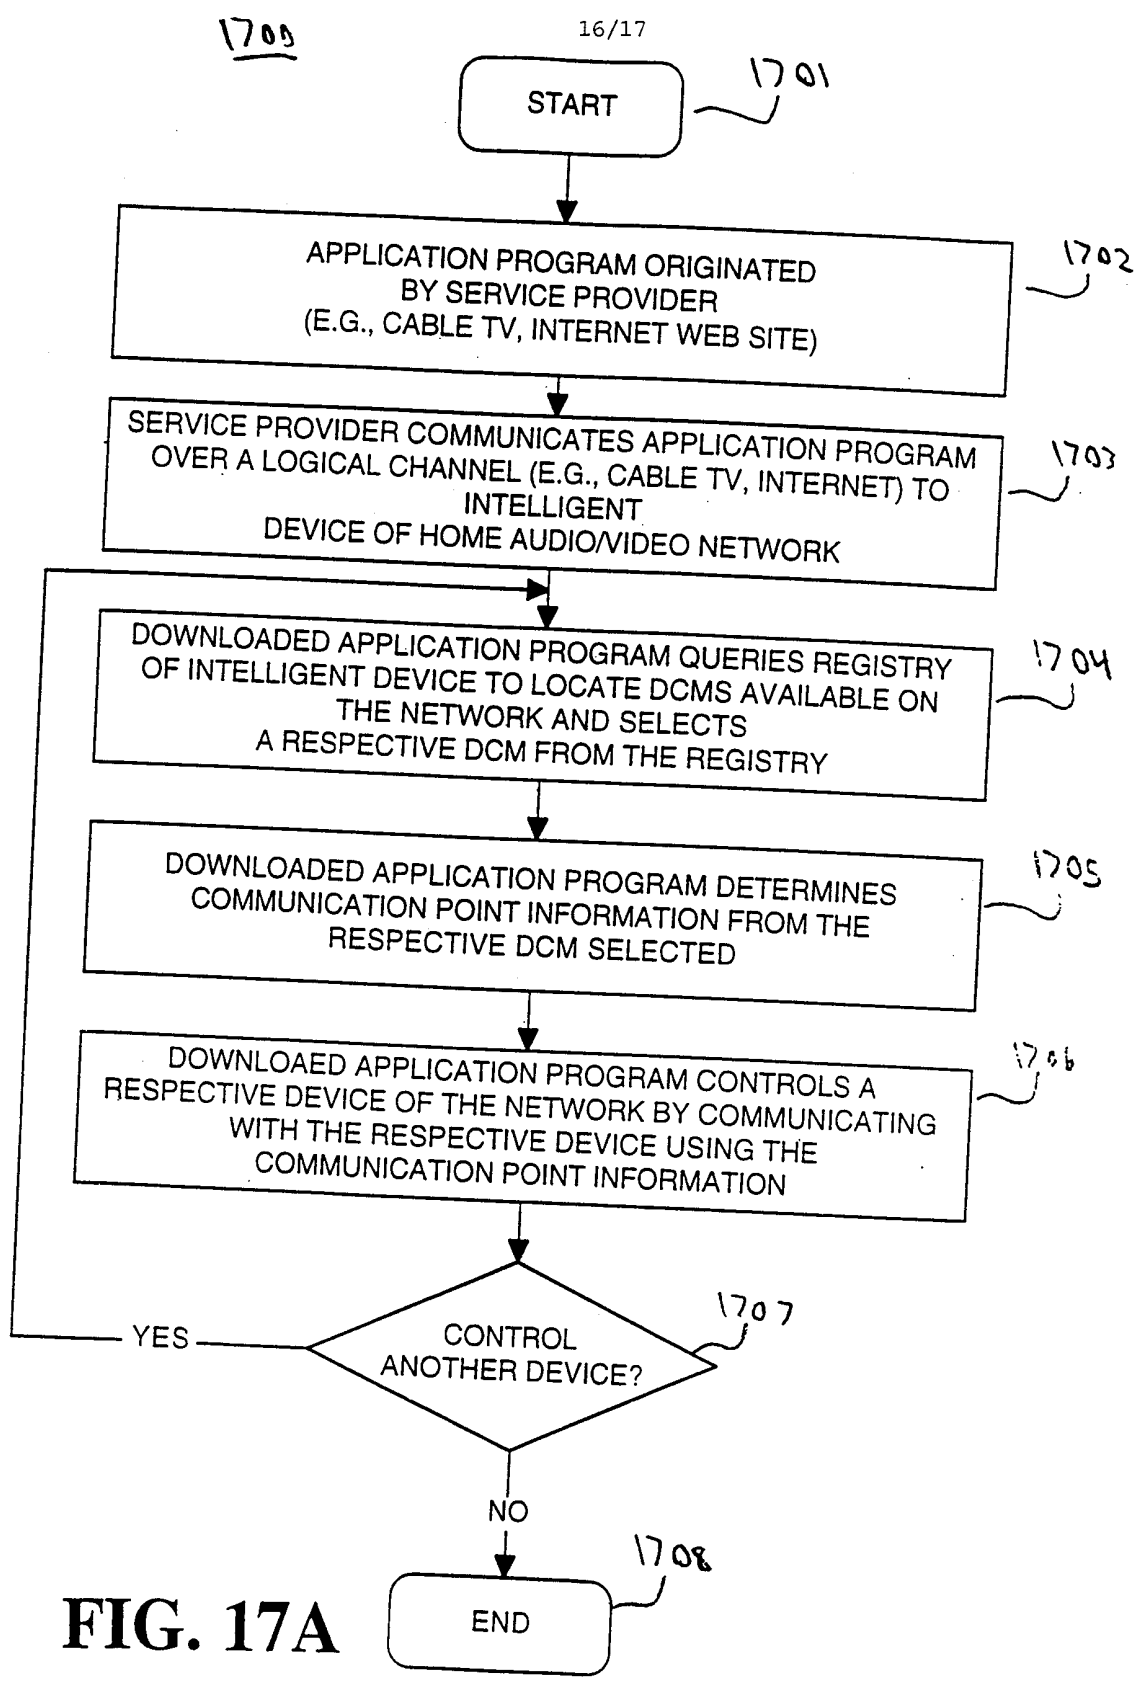 1700
16/17
START
1701
APPLICATION PROGRAM ORIGINATED
BY SERVICE PROVIDER
(E.G., CABLE TV, INTERNET WEB SITE)
1702
SERVICE PROVIDER COMMUNICATES APPLICATION PROGRAM
OVER A LOGICAL CHANNEL (E.G., CABLE TV, INTERNET) TO
INTELLIGENT
DEVICE OF HOME AUDIO/VIDEO NETWORK
1703
DOWNLOADED APPLICATION PROGRAM QUERIES REGISTRY
OF INTELLIGENT DEVICE TO LOCATE DCMS AVAILABLE ON
THE NETWORK AND SELECTS
A RESPECTIVE DCM FROM THE REGISTRY
1704
DOWNLOADED APPLICATION PROGRAM DETERMINES
COMMUNICATION POINT INFORMATION FROM THE
RESPECTIVE DCM SELECTED
1705
DOWNLOAED APPLICATION PROGRAM CONTROLS A
RESPECTIVE DEVICE OF THE NETWORK BY COMMUNICATING
WITH THE RESPECTIVE DEVICE USING THE
COMMUNICATION POINT INFORMATION
1706
CONTROL
ANOTHER DEVICE?
1707
YES
NO
END
1708
FIG. 17A